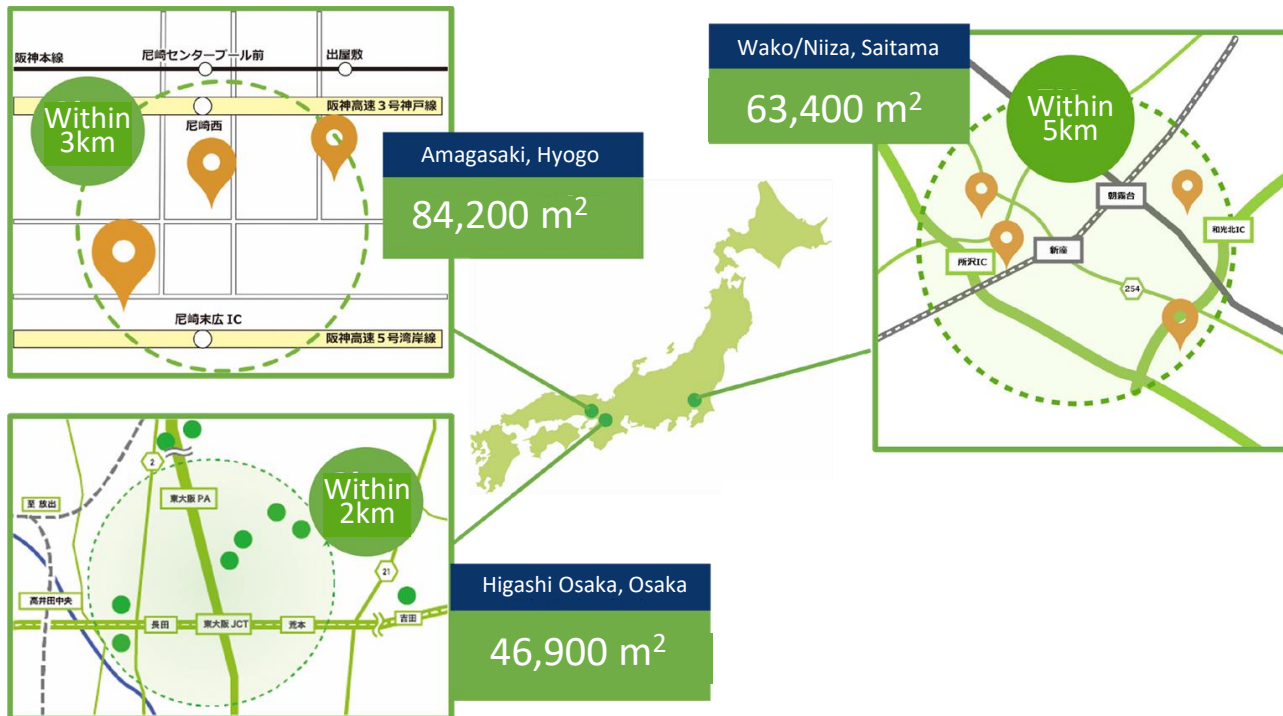 阪神本線
尼崎センタープール前
出屋敷
阪神高速3号神戸線
Within
3km
尼崎西
尼崎末広 IC
阪神高速5号湾岸線
Amagasaki, Hyogo
84,200 m²
Wako/Niiza, Saitama
63,400 m²
Within
5km
朝霞台
和光北IC
新座
所沢IC
254
2
東大阪 PA
Within
2km
至 放出
21
高井田中央
長田
東大阪 JCT
荒本
吉田
Higashi Osaka, Osaka
46,900 m²